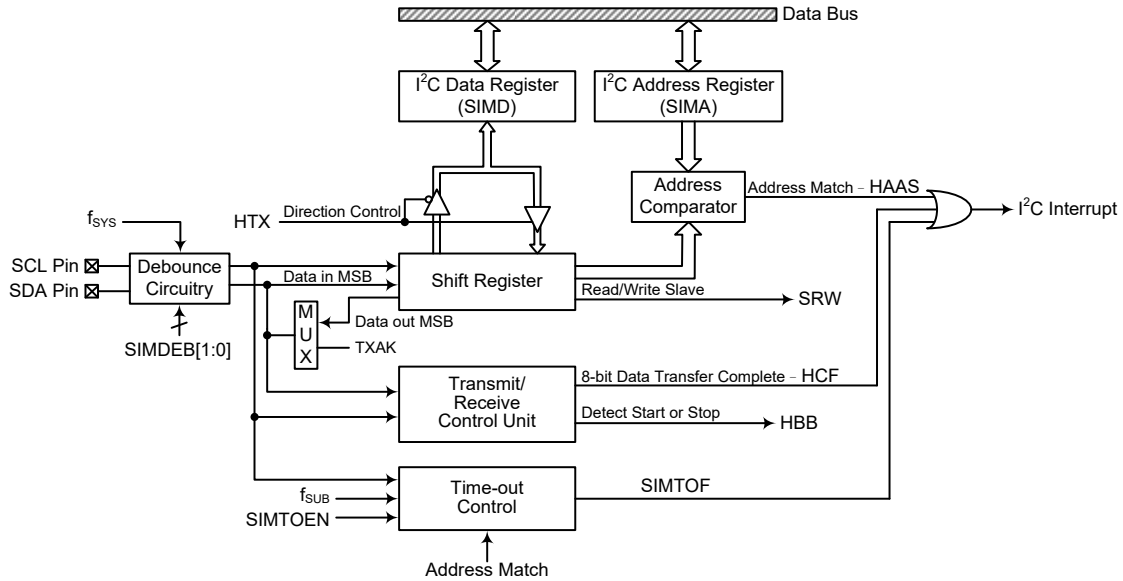 Data Bus
I²C Data Register
(SIMD)
I²C Address Register
(SIMA)
Address
Comparator
Address Match - HAAS
I²C Interrupt
HTX
Direction Control
fSYS
SCL Pin
SDA Pin
Debounce
Circuitry
SIMDEB[1:0]
Data in MSB
Shift Register
Read/Write Slave
SRW
M
U
X
Data out MSB
TXAK
Transmit/
Receive
Control Unit
8-bit Data Transfer Complete - HCF
Detect Start or Stop
HBB
Time-out
Control
SIMTOF
fSUB
SIMTOEN
Address Match